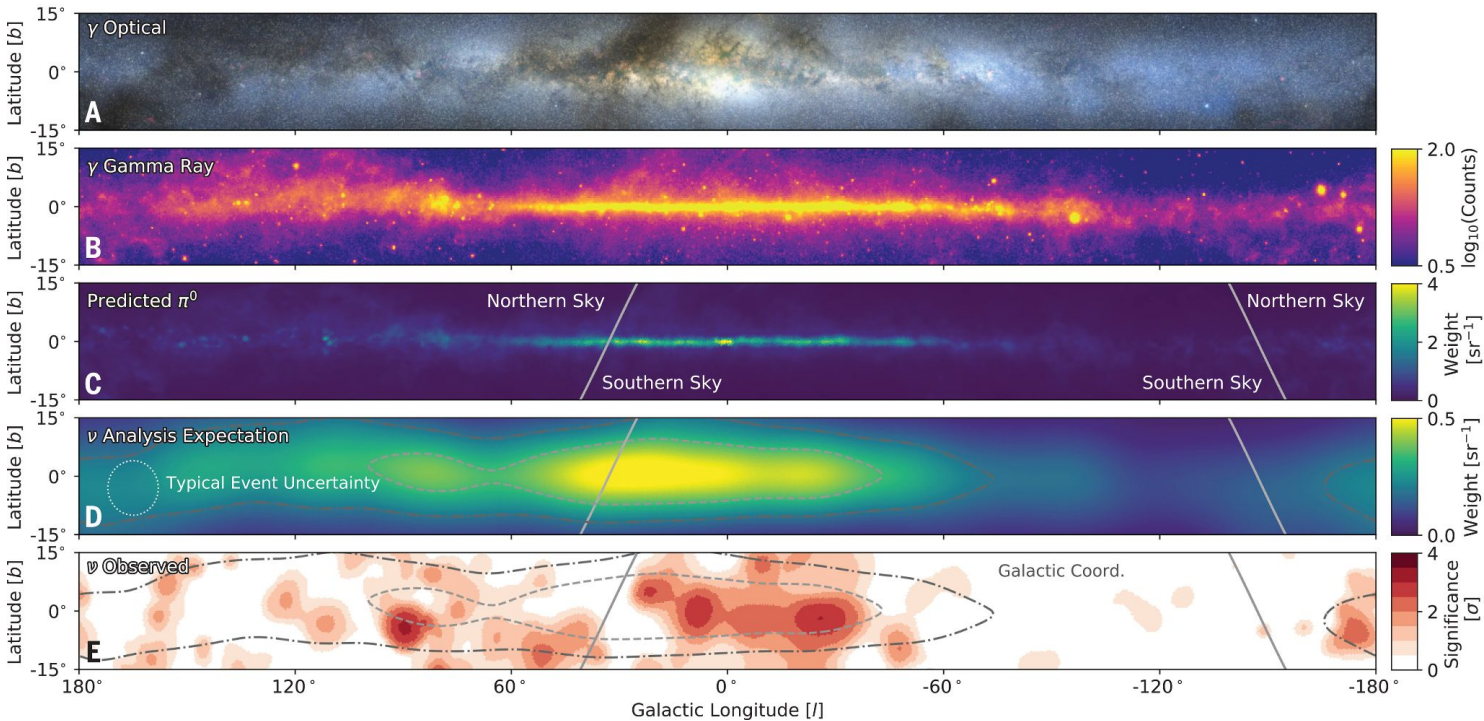 15°
0°
-15°
Latitude [b]
γ Optical
A
15°
0°
-15°
Latitude [b]
γ Gamma Ray
B
2.0
0.5
log₁₀(Counts)
15°
0°
-15°
Latitude [b]
Predicted π⁰
Northern Sky
Northern Sky
Southern Sky
Southern Sky
C
4
2
0
Weight
[sr⁻¹]
15°
0°
-15°
Latitude [b]
ν Analysis Expectation
Typical Event Uncertainty
D
0.5
0.0
Weight [sr⁻¹]
15°
0°
-15°
Latitude [b]
ν Observed
Galactic Coord.
E
4
2
0
Significance
[σ]
180° 120 60 0 -60 -120 -180°
Galactic Longitude [l]